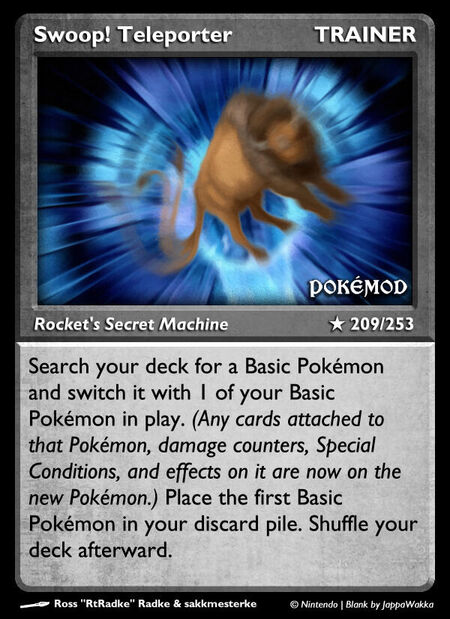 Swoop! Teleporter TRAINER
POKÉMOD
Rocket's Secret Machine ★ 209/253
Search your deck for a Basic Pokémon
and switch it with 1 of your Basic
Pokémon in play. (Any cards attached to
that Pokémon, damage counters, Special
Conditions, and effects on it are now on the
new Pokémon.) Place the first Basic
Pokémon in your discard pile. Shuffle your
deck afterward.
Ross "RtRadke" Radke & sakkmesterke © Nintendo | Blank by JappaWakka